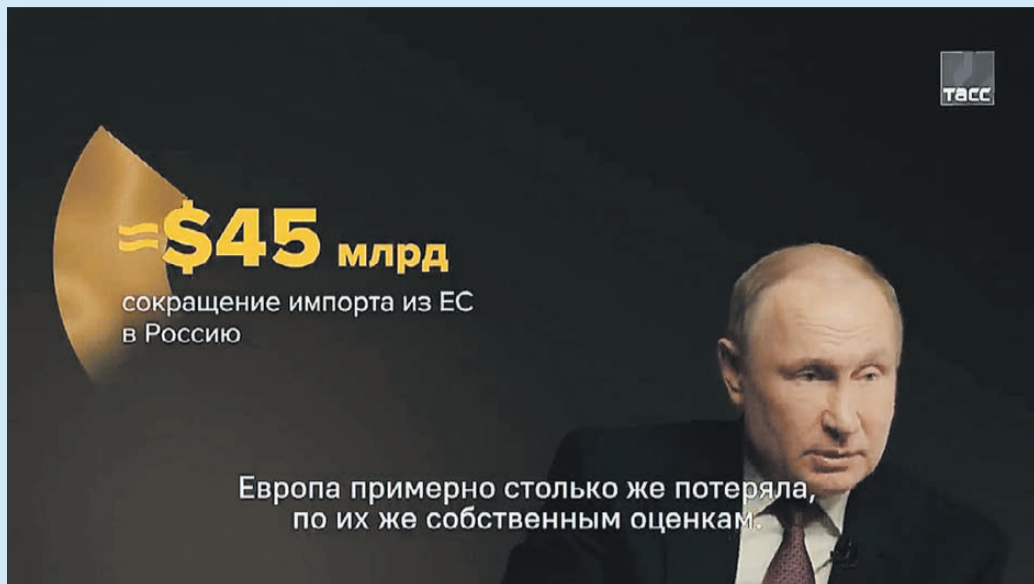 тасс
≈$45 млрд
сокращение импорта из ЕС
в Россию
Европа примерно столько же потеряла,
по их же собственным оценкам.